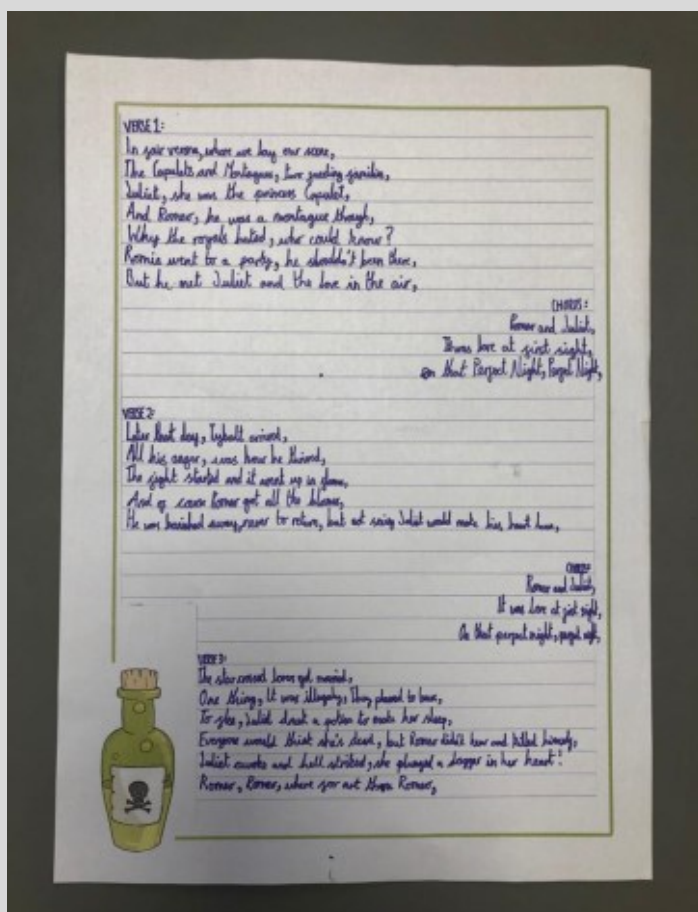 VERSE 1:
In fair verona, where we lay our scene,
The Capulets and Montagues, two feuding families,
Juliet, she was the princess Capulet,
And Romeo, he was a montague though,
Why the royals hated, who could know?
Romeo went to a party, he shouldn't been there,
But he met Juliet and the love in the air,
CHORUS:
Romeo and Juliet,
It was love at first sight,
On that Perfect Night, Perfect Night,
VERSE 2:
Later that day, Tybalt arrived,
All his anger, was how he thrived,
The fight started and it went up in flame,
And of course Romeo got all the blame,
He was banished away, never to return, but not seeing Juliet would make his heart burn,
CHORUS:
Romeo and Juliet,
It was love at first sight,
On that perfect night, perfect night,
VERSE 3:
The star crossed lovers got married,
One thing, It was illegaly, They planned to leave,
To flee, Juliet drank a potion to make her sleep,
Everyone would think she's dead, but Romeo didn't hear and killed himself,
Juliet awoke and hell striked, she plunged a dagger in her heart!
Romeo, Romeo, where for art thou Romeo,